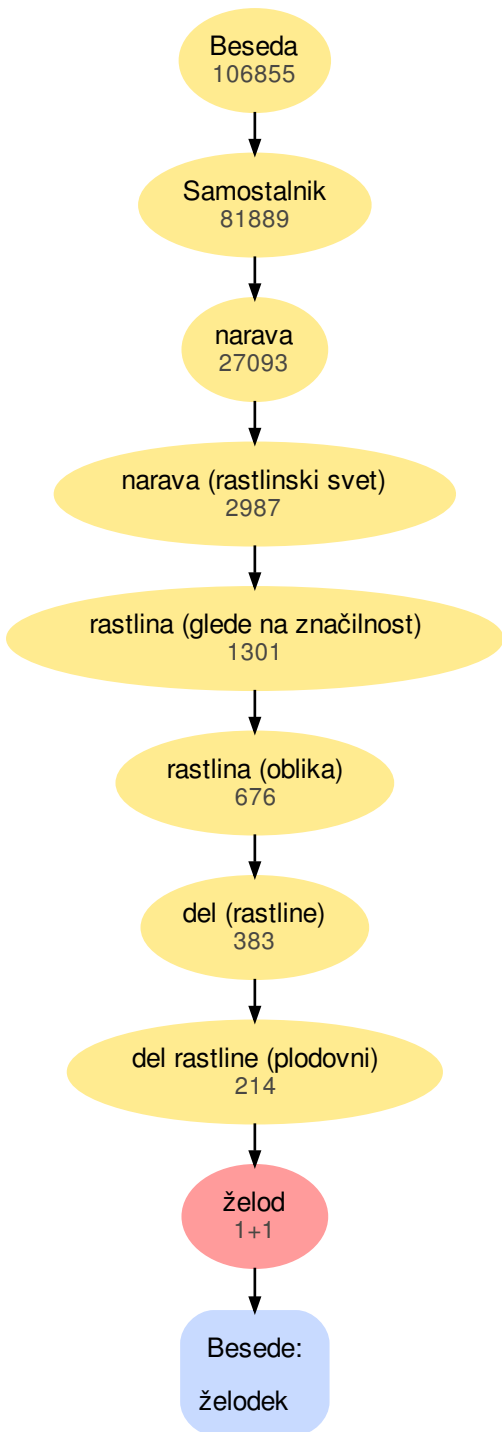 Beseda
106855
Samostalnik
81889
narava
27093
narava (rastlinski svet)
2987
rastlina (glede na značilnost)
1301
rastlina (oblika)
676
del (rastline)
383
del rastline (plodovni)
214
želod
1+1
Besede:
želodek